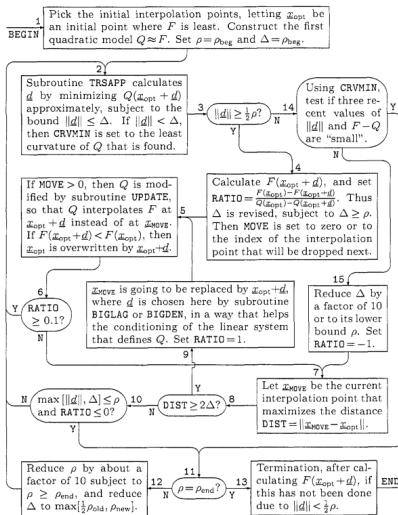 1
BEGIN
Pick the initial interpolation points, letting x_opt be
an initial point where F is least. Construct the first
quadratic model Q≈F. Set ρ=ρ_beg and Δ=ρ_beg.
2
Subroutine TRSAPP calculates
d by minimizing Q(x_opt + d)
approximately, subject to the
bound ||d|| ≤ Δ. If ||d|| < Δ,
then CRVMIN is set to the least
curvature of Q that is found.
3
||d|| ≥ ½ρ?
14
N
Y
Using CRVMIN,
test if three re-
cent values of
||d|| and F−Q
are “small”.
Y
N
4
Calculate F(x_opt + d), and set
RATIO = (F(x_opt)−F(x_opt+d)) / (Q(x_opt)−Q(x_opt+d)). Thus
Δ is revised, subject to Δ ≥ ρ.
Then MOVE is set to zero or to
the index of the interpolation
point that will be dropped next.
If MOVE > 0, then Q is mod-
ified by subroutine UPDATE,
so that Q interpolates F at
x_opt + d instead of at x_MOVE.
If F(x_opt+d) < F(x_opt), then
x_opt is overwritten by x_opt+d.
5
6
Y
RATIO
≥ 0.1?
N
x_MOVE is going to be replaced by x_opt+d,
where d is chosen here by subroutine
BIGLAG or BIGDEN, in a way that helps
the conditioning of the linear system
that defines Q. Set RATIO=1.
15
Reduce Δ by a
factor of 10
or to its lower
bound ρ. Set
RATIO=−1.
9
7
Y
N
max[||d||, Δ] ≤ ρ
and RATIO ≤ 0?
10
N
DIST ≥ 2Δ?
8
Let x_MOVE be the current
interpolation point that
maximizes the distance
DIST=||x_MOVE−x_opt||.
Y
11
Reduce ρ by about a
factor of 10 subject to
ρ ≥ ρ_end, and reduce
Δ to max[½ρ_old, ρ_new].
12
N
ρ=ρ_end?
13
Y
Termination, after cal-
culating F(x_opt+d), if
this has not been done
due to ||d|| < ½ρ.
END